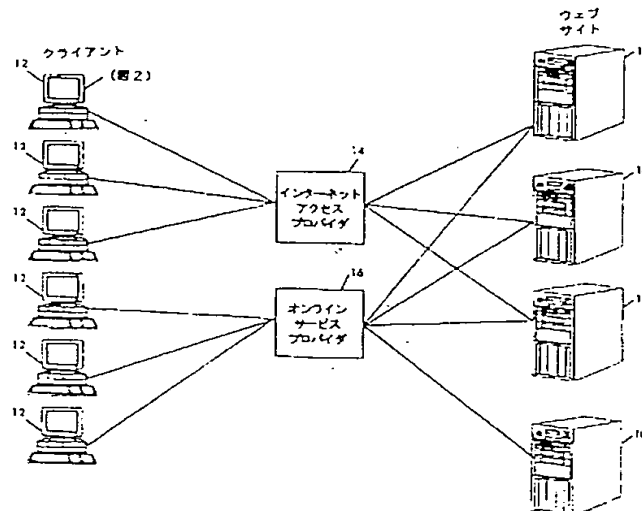 クライアント
(図2)
12
12
12
12
12
12
14
インターネット
アクセス
プロバイダ
16
オンライン
サービス
プロバイダ
ウェブ
サイト
10